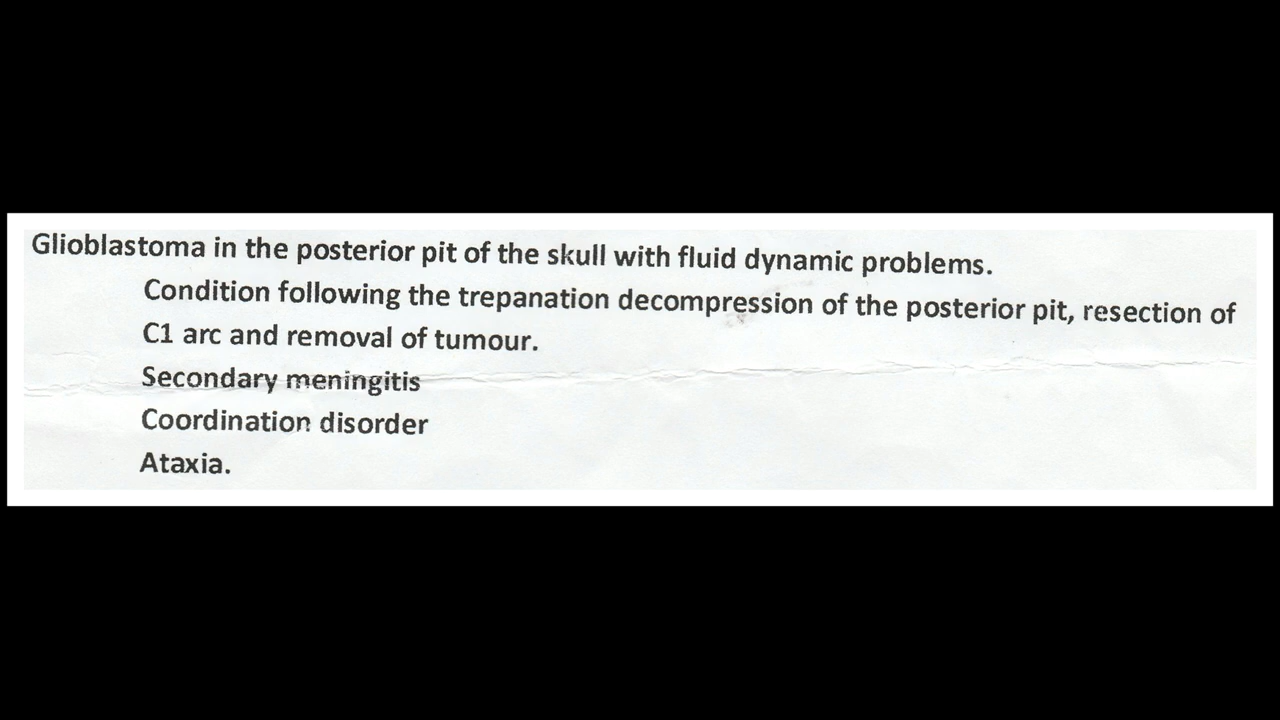 Glioblastoma in the posterior pit of the skull with fluid dynamic problems.
Condition following the trepanation decompression of the posterior pit, resection of
C1 arc and removal of tumour.
Secondary meningitis
Coordination disorder
Ataxia.